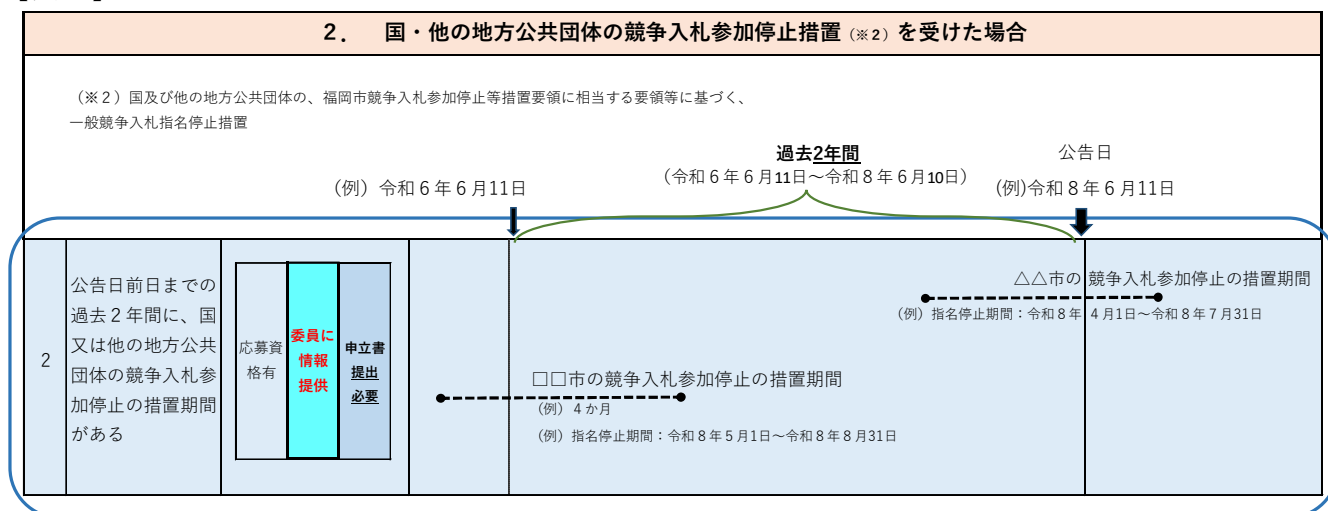 2.　国・他の地方公共団体の競争入札参加停止措置（※2）を受けた場合
（※２）国及び他の地方公共団体の、福岡市競争入札参加停止等措置要領に相当する要領等に基づく、
一般競争入札指名停止措置
過去2年間
（令和６年６月11日～令和８年６月10日）
公告日
（例）令和６年６月11日
(例)令和８年６月11日
2
公告日前日までの
過去２年間に、国
又は他の地方公共
団体の競争入札参
加停止の措置期間
がある
応募資
格有
委員に
情報
提供
申立書
提出
必要
△△市の 競争入札参加停止の措置期間
（例）指名停止期間：令和８年 ４月1日～令和８年７月31日
□□市の競争入札参加停止の措置期間
（例）４か月
（例）指名停止期間：令和８年５月1日～令和８年８月31日